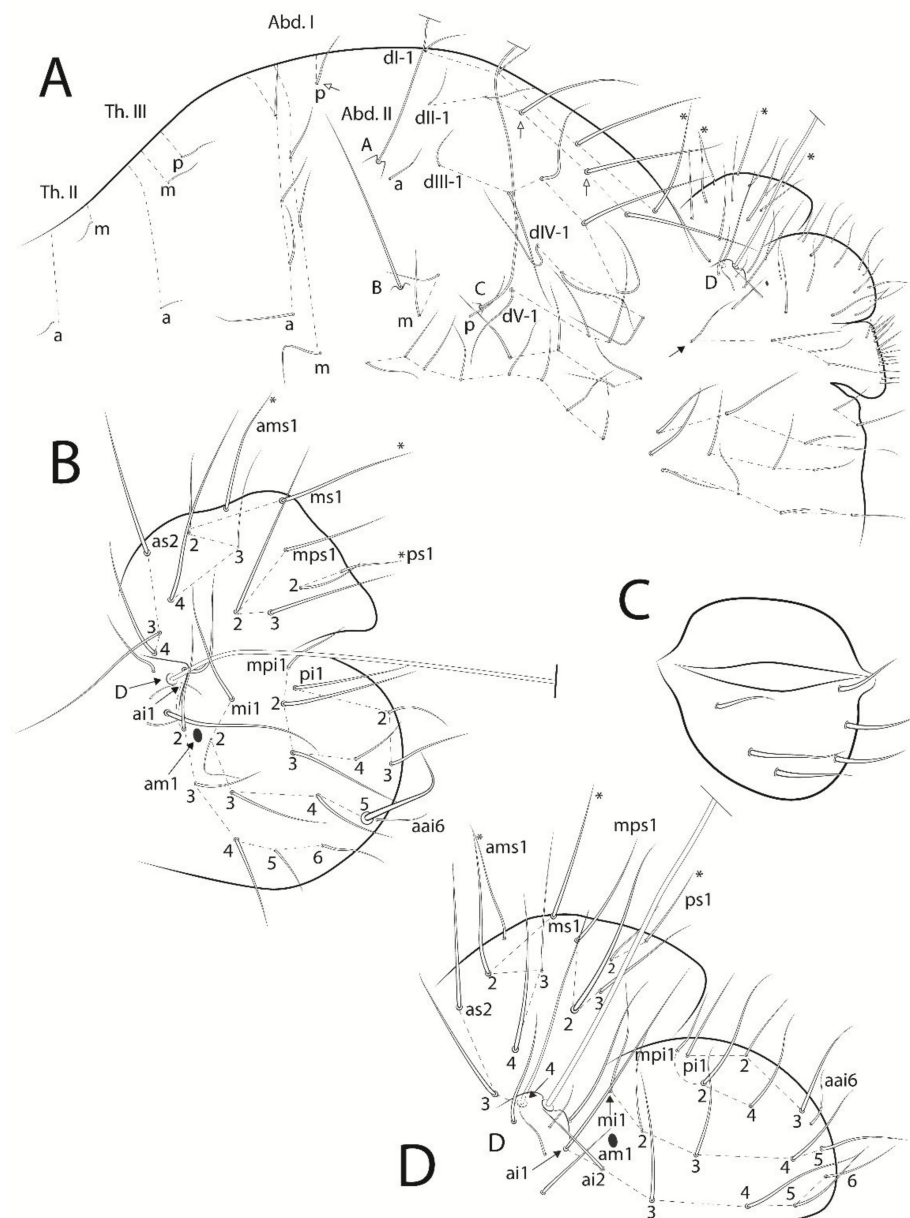 A
Abd. I
Th. III
Th. II
Abd. II
dI-1
dII-1
dIII-1
dIV-1
dV-1
p
p
m
m
a
a
a
m
A
a
B
m
C
p
D
*
*
*
*
*
B
*
ams1
*
ms1
as2
2
3
4
mps1
*ps1
2
2
3
3
4
D
ai1
mpi1
pi1
mi1
2
2
2
2
am1
3
3
3
4
3
4
5
aai6
4
5
6
C
D
*
ams1
*
mps1
*
ps1
ms1
as2
2
3
2
3
2
4
3
4
D
mpi1
pi1
2
2
aai6
mi1
4
3
ai1
am1
2
3
ai2
4
5
3
4
5
6